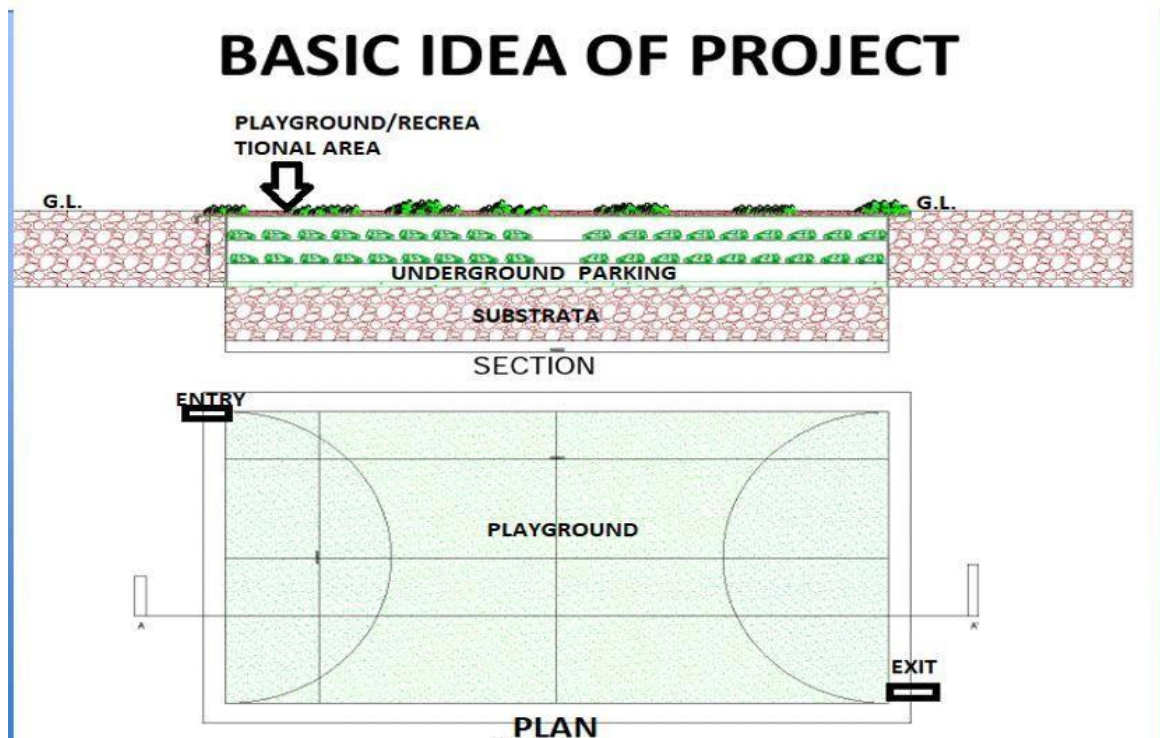 BASIC IDEA OF PROJECT
PLAYGROUND/RECREA
TIONAL AREA
G.L.
G.L.
UNDERGROUND PARKING
SUBSTRATA
SECTION
ENTRY
PLAYGROUND
A
A'
EXIT
PLAN